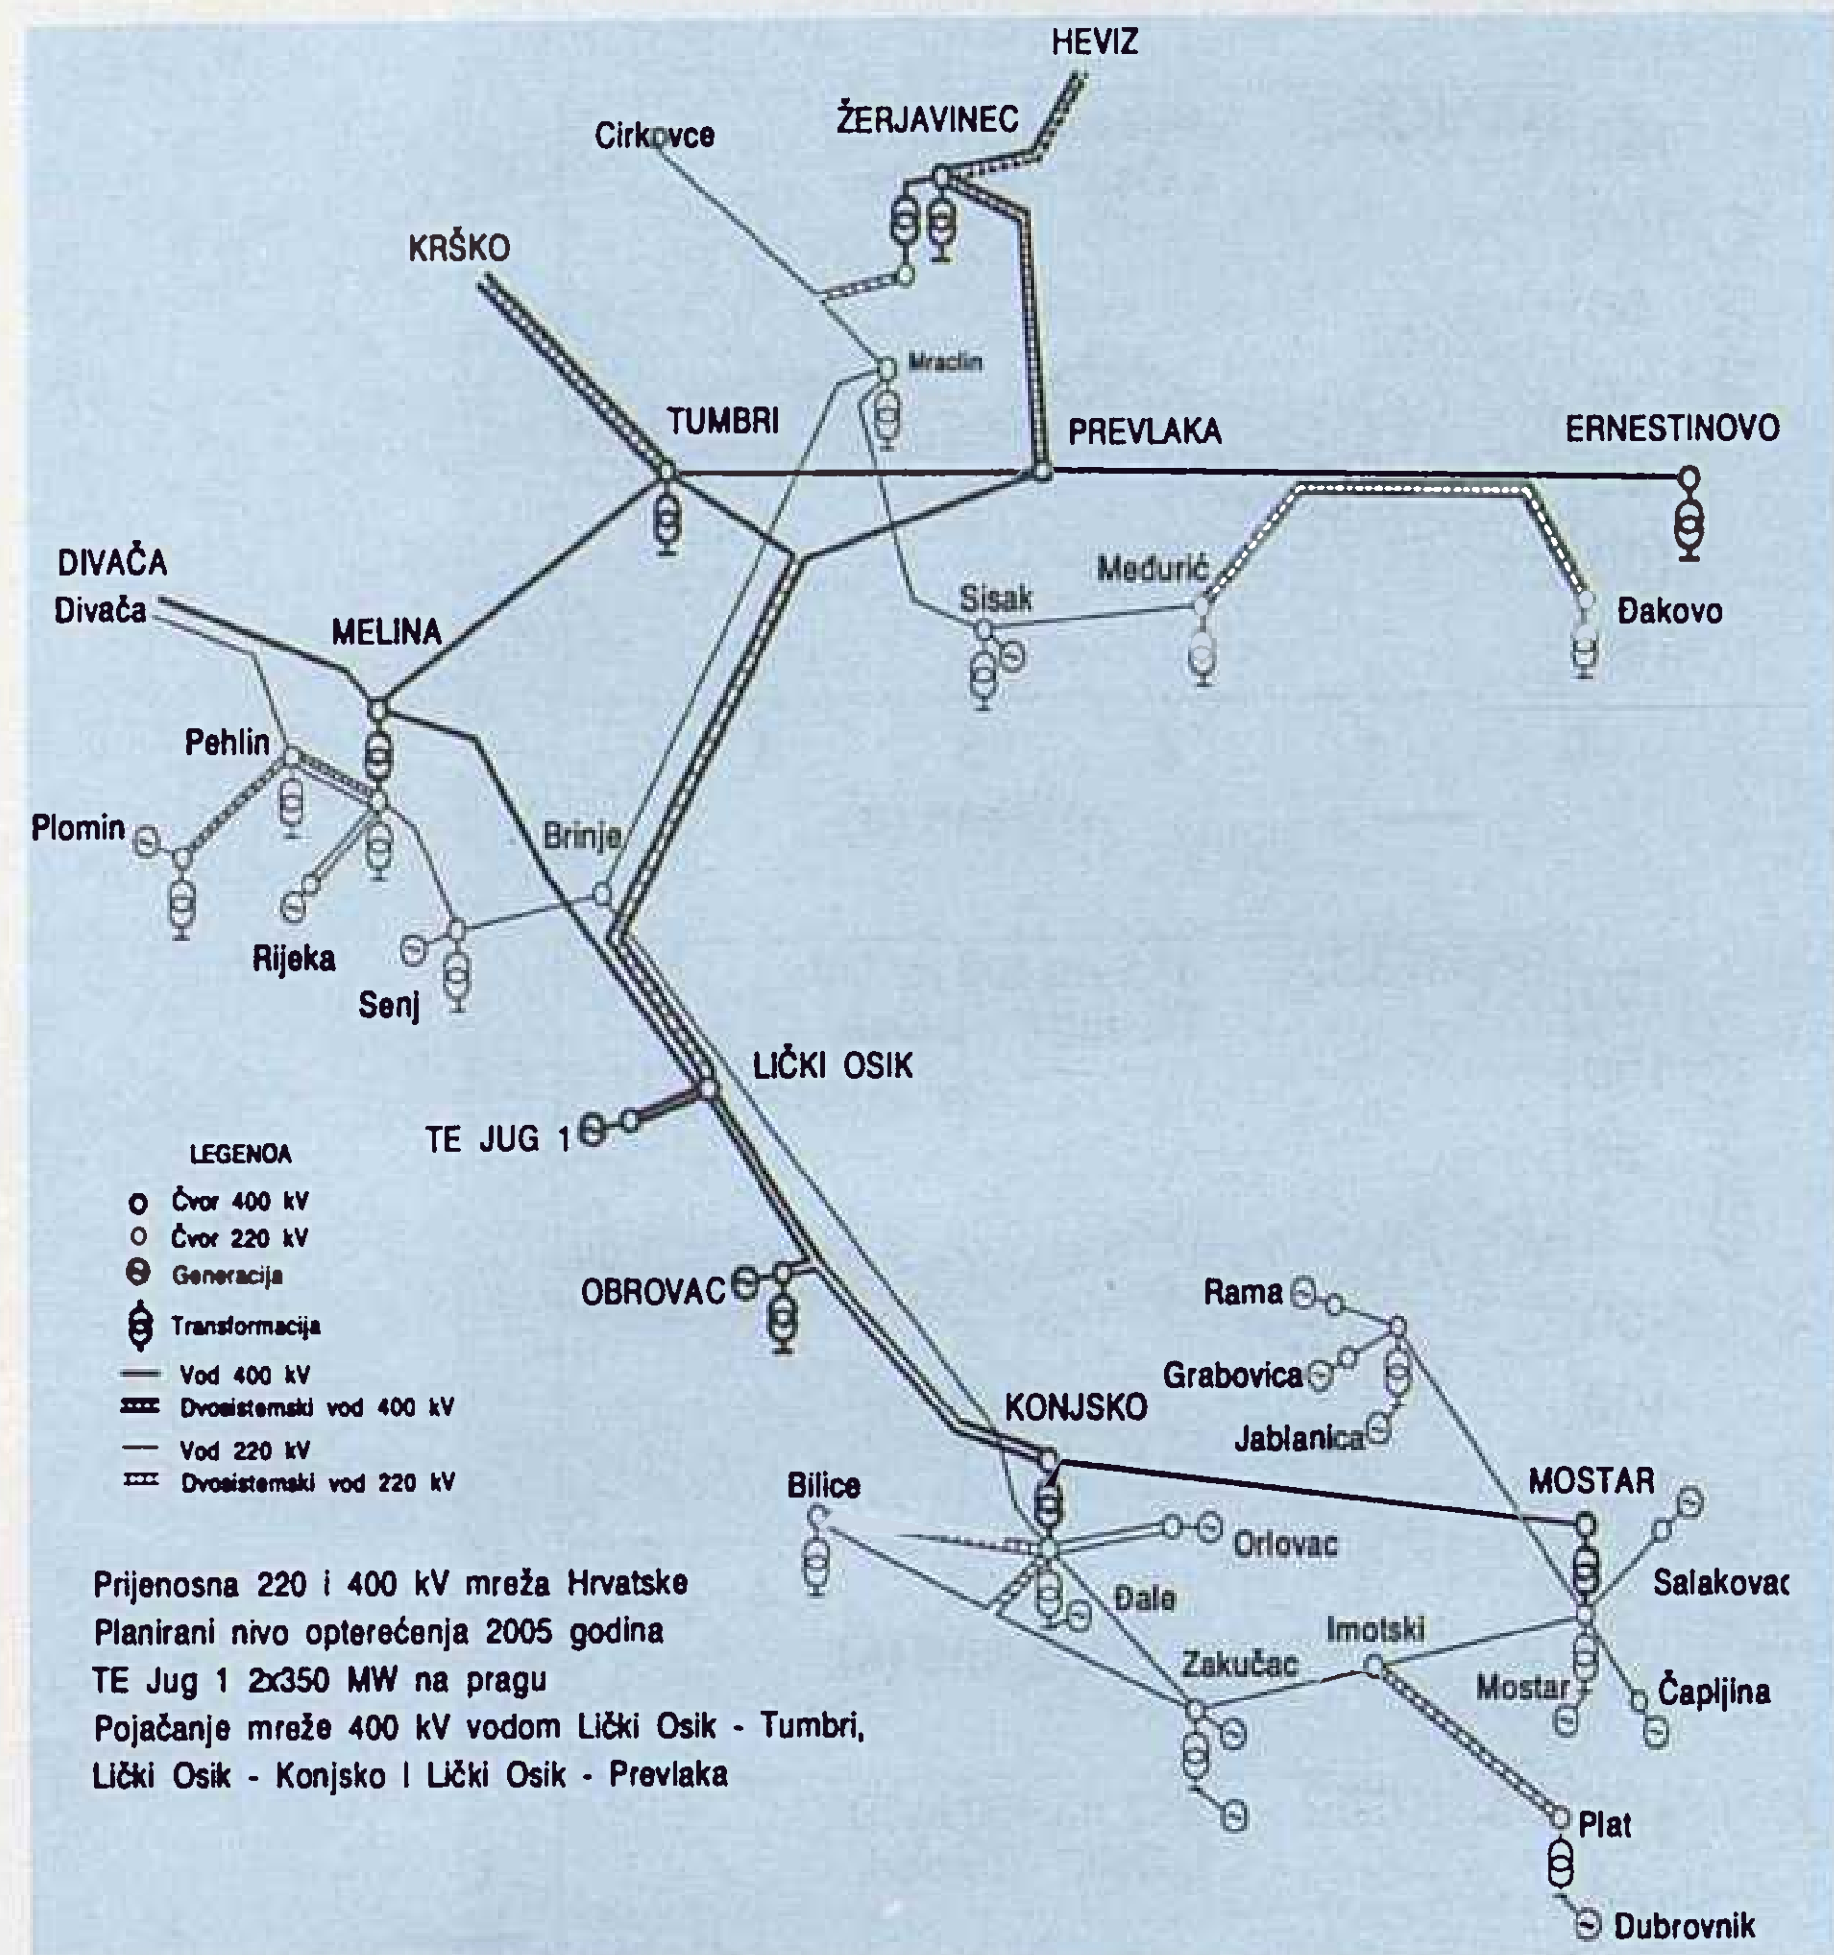 HEVIZ
ŽERJAVINEC
Cirkovce
KRŠKO
Mraclin
TUMBRI
PREVLAKA
ERNESTINOVO
DIVAČA
Divača
MELINA
Međurić
Sisak
Đakovo
Pehlin
Plomin
Brinje
Rijeka
Senj
LIČKI OSIK
TE JUG 1
LEGENDA
Čvor 400 kV
Čvor 220 kV
Generacija
Transformacija
Vod 400 kV
Dvosistemski vod 400 kV
Vod 220 kV
Dvosistemski vod 220 kV
OBROVAC
Rama
Grabovica
Jablanica
KONJSKO
MOSTAR
Bilice
Orlovac
Salakovac
Đale
Imotski
Zakučac
Mostar
Čapljina
Plat
Dubrovnik
Prijenosna 220 i 400 kV mreža Hrvatske
Planirani nivo opterećenja 2005 godina
TE Jug 1 2x350 MW na pragu
Pojačanje mreže 400 kV vodom Lički Osik - Tumbri,
Lički Osik - Konjsko I Lički Osik - Prevlaka